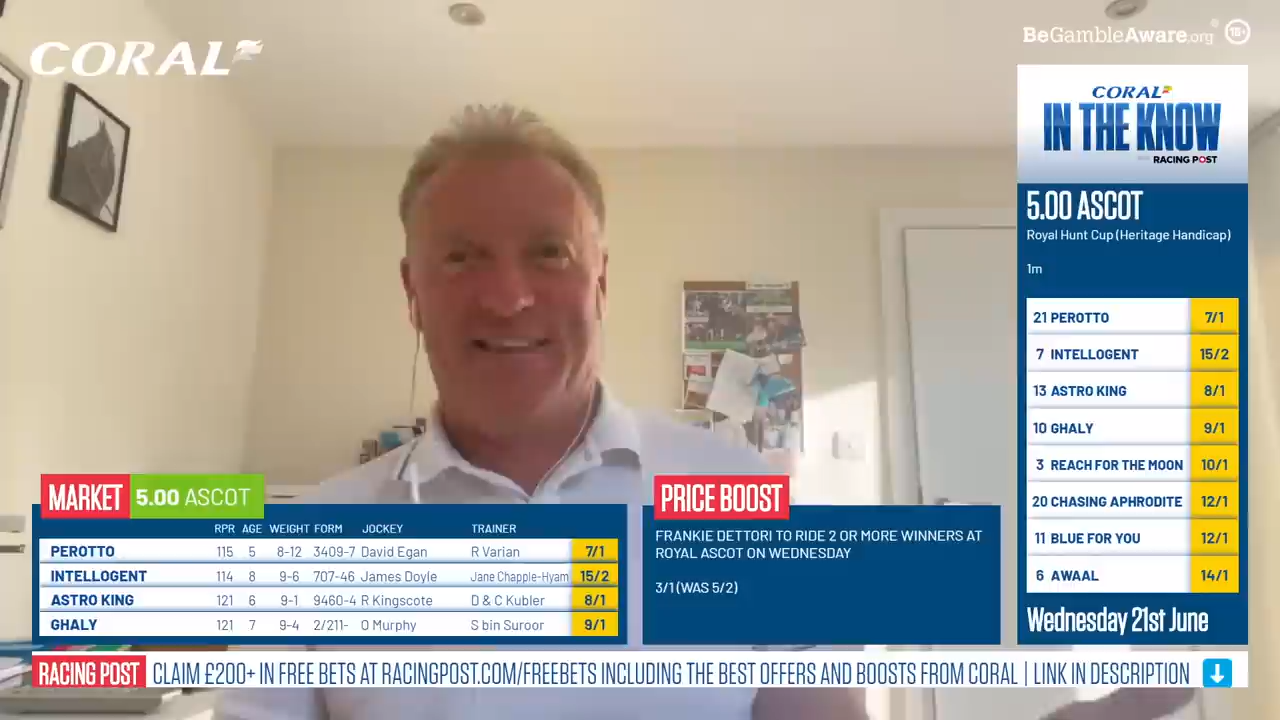 CORAL
BeGambleAware.org 18+
CORAL
IN THE KNOW
RACING POST
5.00 ASCOT
Royal Hunt Cup (Heritage Handicap)
1m
21 PEROTTO 7/1
7 INTELLOGENT 15/2
13 ASTRO KING 8/1
10 GHALY 9/1
3 REACH FOR THE MOON 10/1
20 CHASING APHRODITE 12/1
11 BLUE FOR YOU 12/1
6 AWAAL 14/1
Wednesday 21st June
MARKET 5.00 ASCOT
RPR AGE WEIGHT FORM JOCKEY TRAINER
PEROTTO 115 5 8-12 3409-7 David Egan R Varian 7/1
INTELLOGENT 114 8 9-6 707-46 James Doyle Jane Chapple-Hyam 15/2
ASTRO KING 121 6 9-1 9460-4 R Kingscote D & C Kubler 8/1
GHALY 121 7 9-4 2/211- O Murphy S bin Suroor 9/1
PRICE BOOST
FRANKIE DETTORI TO RIDE 2 OR MORE WINNERS AT
ROYAL ASCOT ON WEDNESDAY
3/1 (WAS 5/2)
RACING POST CLAIM £200+ IN FREE BETS AT RACINGPOST.COM/FREEBETS INCLUDING THE BEST OFFERS AND BOOSTS FROM CORAL | LINK IN DESCRIPTION